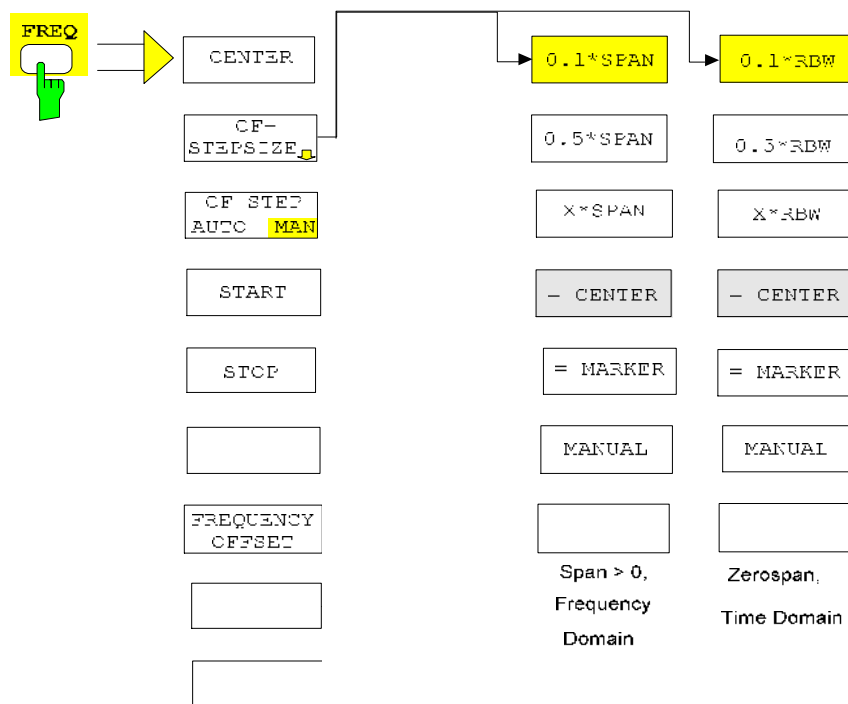 FREQ
CENTER
CF-
STEPSIZE
CF STEP
AUTO MAN
START
STOP
FREQUENCY
OFFSET
0.1*SPAN
0.5*SPAN
X*SPAN
= CENTER
= MARKER
MANUAL
Span > 0,
Frequency
Domain
0.1*RBW
0.5*RBW
X*RBW
= CENTER
= MARKER
MANUAL
Zerospan,
Time Domain